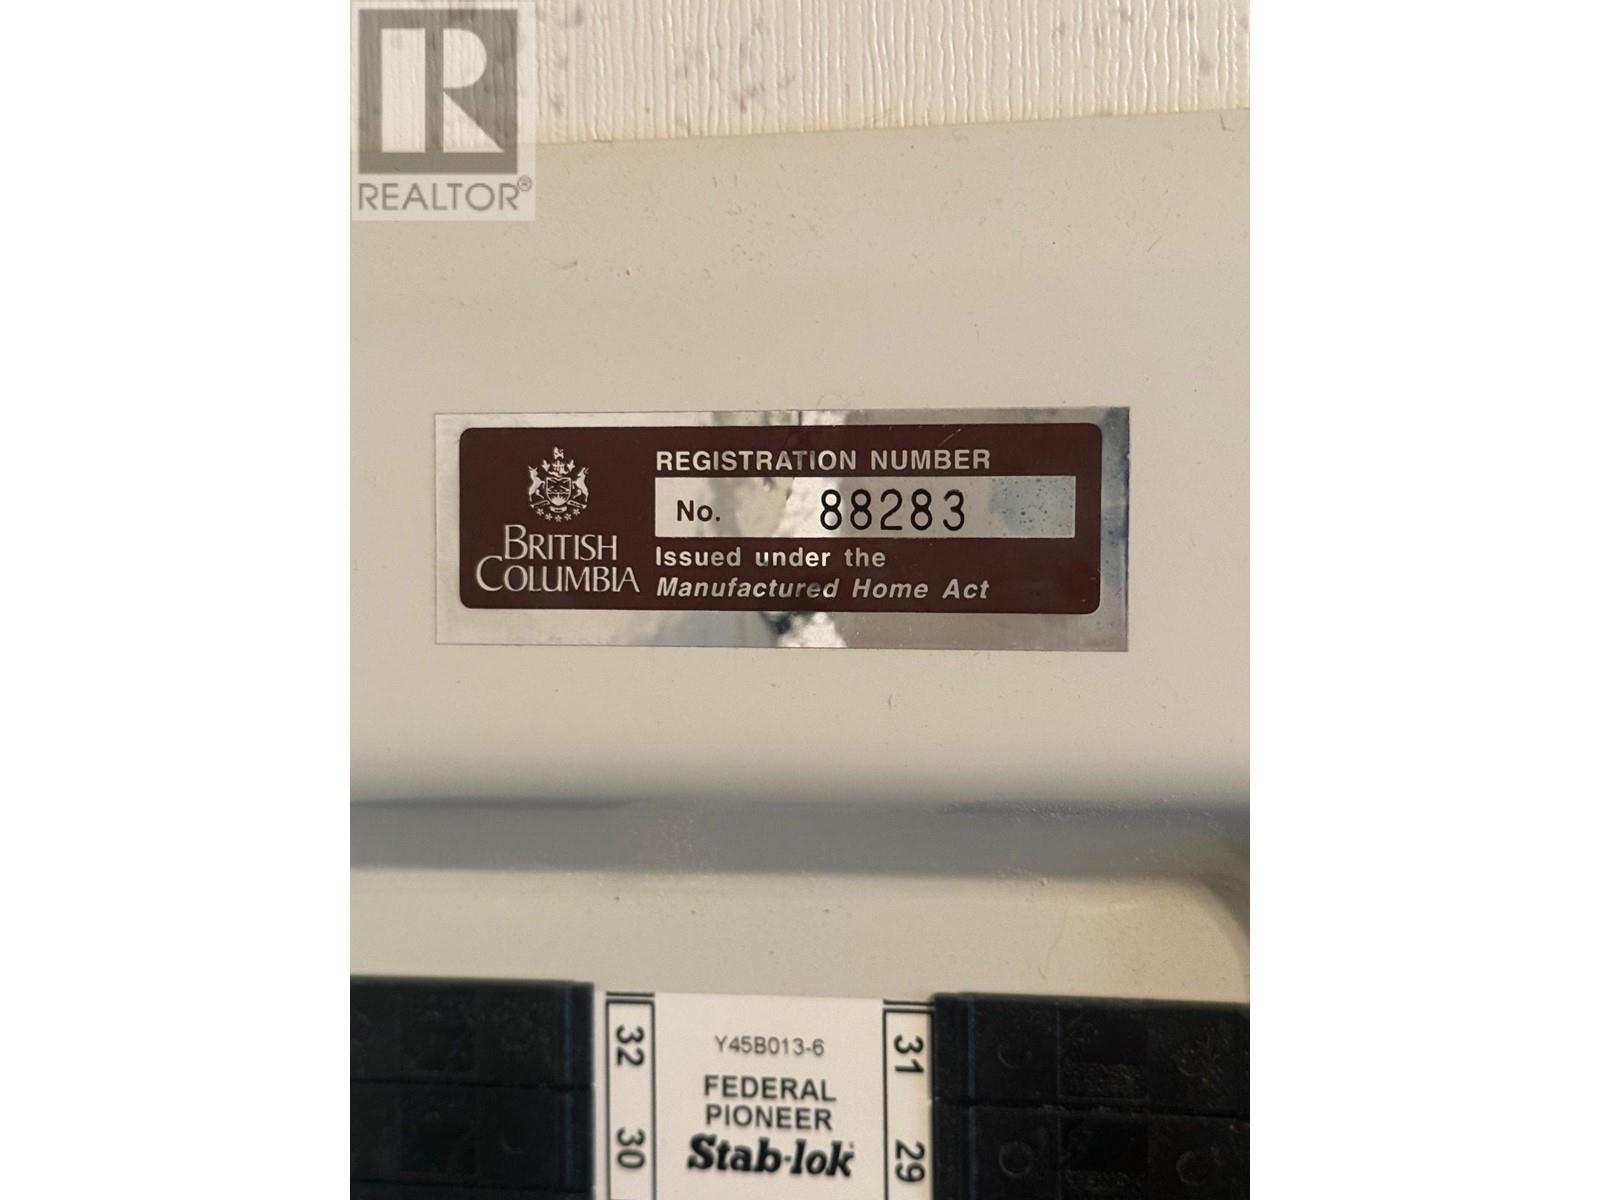 R
REALTOR®
REGISTRATION NUMBER
No. 88283
BRITISH
COLUMBIA
Issued under the
Manufactured Home Act
32
Y45B013-6
31
FEDERAL
PIONEER
Stab-lok
30
29